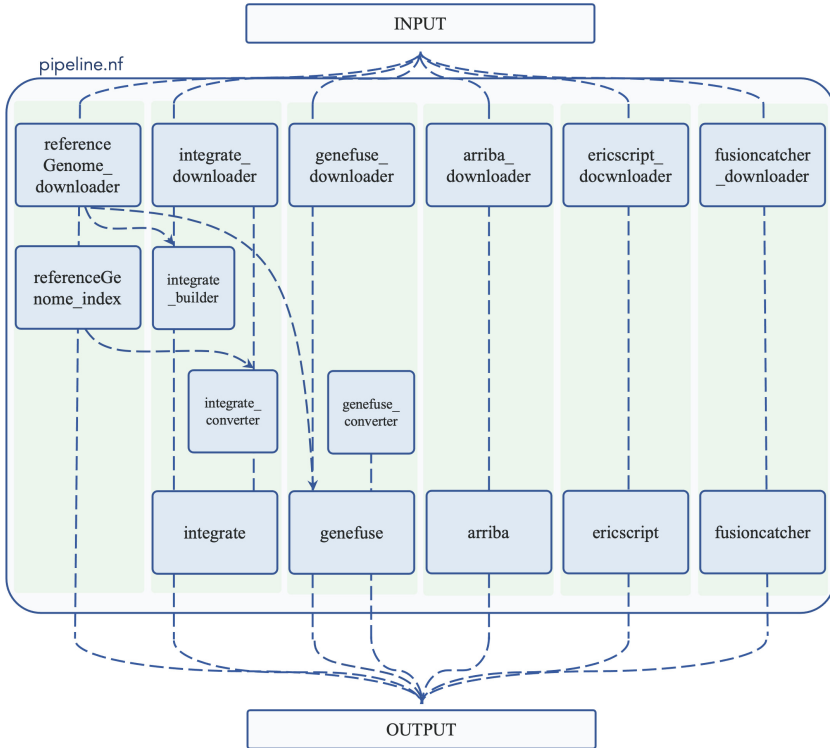 INPUT
pipeline.nf
reference
Genome_
downloader
integrate_
downloader
genefuse_
downloader
arriba_
downloader
ericscript_
docwnloader
fusioncatcher
_downloader
referenceGe
nome_index
integrate
_builder
integrate_
converter
genefuse_
converter
integrate
genefuse
arriba
ericscript
fusioncatcher
OUTPUT